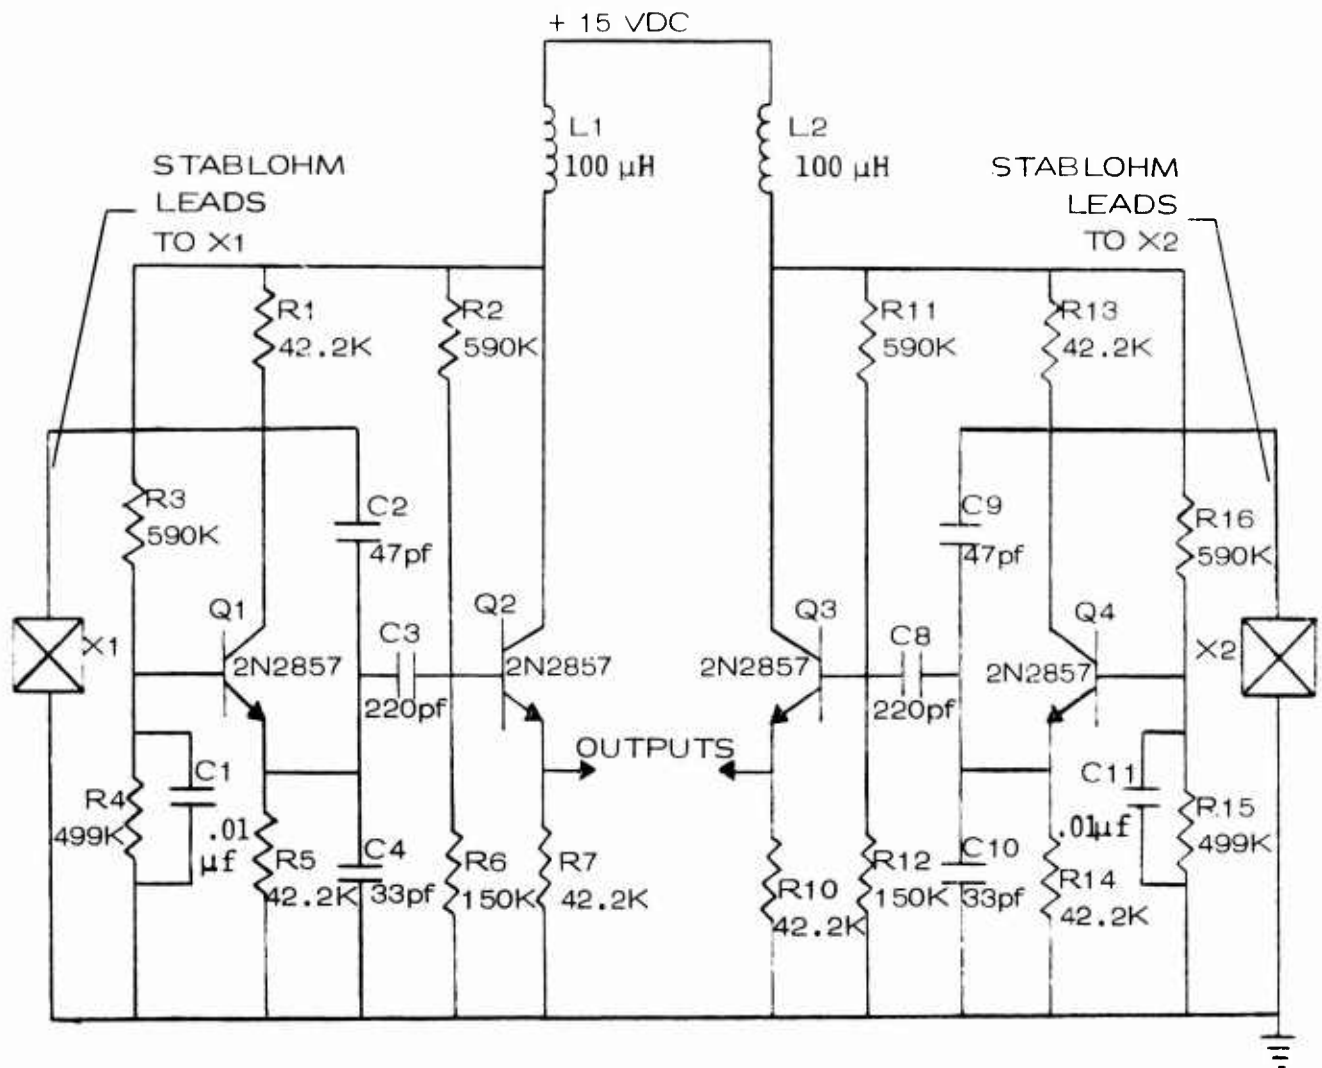 + 15 VDC
L1
100 µH
L2
100 µH
STABLOHM
LEADS
TO X1
STABLOHM
LEADS
TO X2
R1
42.2K
R2
590K
R11
590K
R13
42.2K
R3
590K
C2
47pf
C9
47pf
R16
590K
X1
Q1
2N2857
C3
220pf
Q2
2N2857
Q3
2N2857
C8
220pf
Q4
2N2857
X2
OUTPUTS
R4
499K
C1
.01
µf
R5
42.2K
C4
33pf
R6
150K
R7
42.2K
R10
42.2K
R12
150K
C10
33pf
C11
.01µf
R14
42.2K
R15
499K